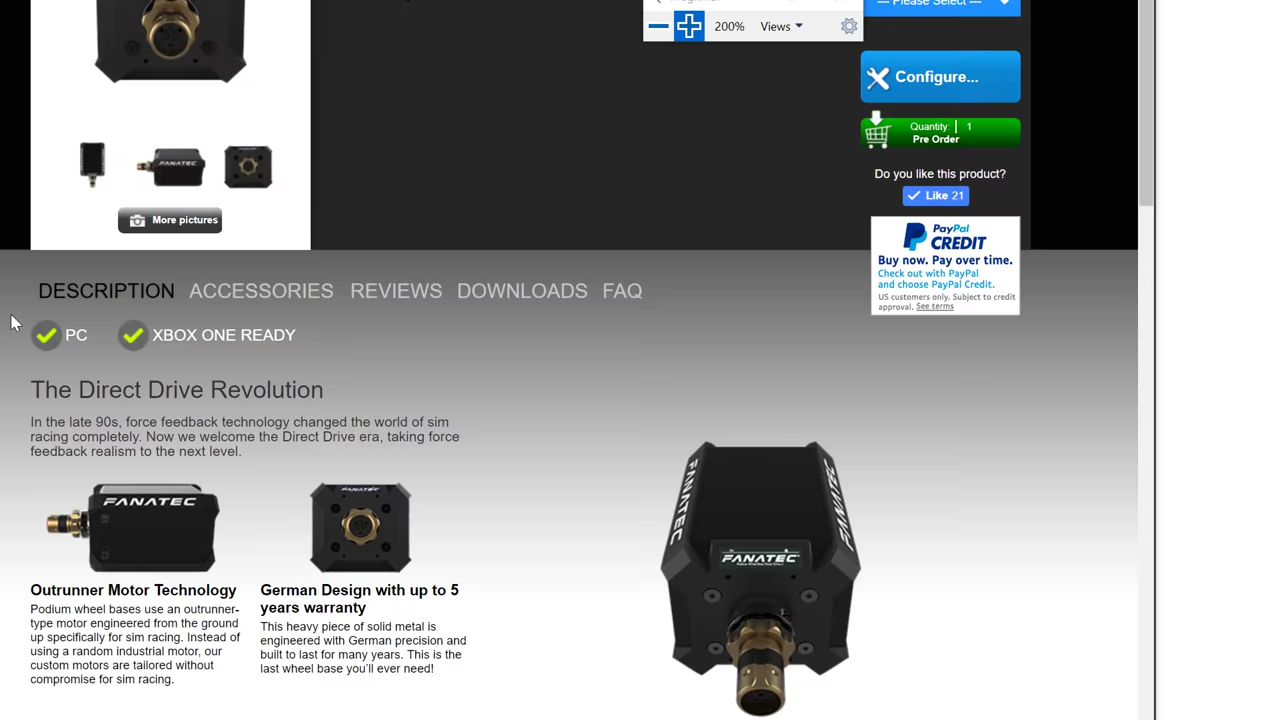 — Please Select —
200%
Views
Configure...
Quantity: 1
Pre Order
Do you like this product?
Like 21
FANATEC
More pictures
PayPal
CREDIT
Buy now. Pay over time.
Check out with PayPal
and choose PayPal Credit.
US customers only. Subject to credit
approval. See terms
DESCRIPTION ACCESSORIES REVIEWS DOWNLOADS FAQ
PC XBOX ONE READY
The Direct Drive Revolution
In the late 90s, force feedback technology changed the world of sim
racing completely. Now we welcome the Direct Drive era, taking force
feedback realism to the next level.
FANATEC
FANATEC
FANATEC
FANATEC
FANATEC
Outrunner Motor Technology
Podium wheel bases use an outrunner-
type motor engineered from the ground
up specifically for sim racing. Instead of
using a random industrial motor, our
custom motors are tailored without
compromise for sim racing.
German Design with up to 5
years warranty
This heavy piece of solid metal is
engineered with German precision and
built to last for many years. This is the
last wheel base you'll ever need!